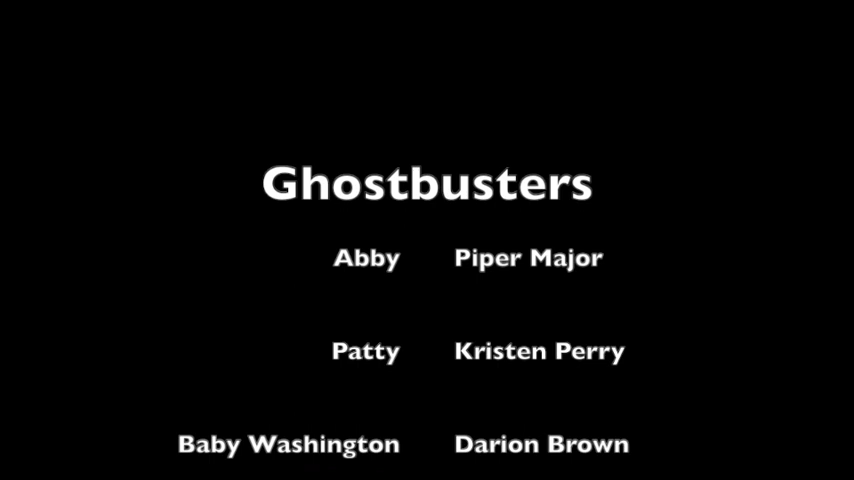 Ghostbusters
Abby Piper Major
Patty Kristen Perry
Baby Washington Darion Brown